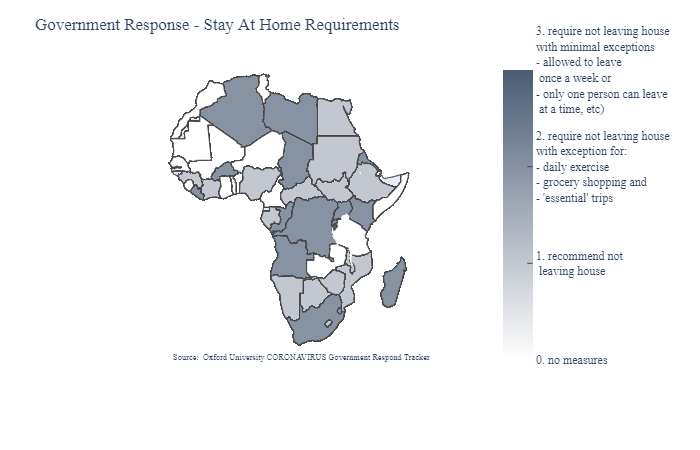 Government Response - Stay At Home Requirements
3. require not leaving house
with minimal exceptions
- allowed to leave
once a week or
- only one person can leave
at a time, etc)
2. require not leaving house
with exception for:
- daily exercise
- grocery shopping and
- 'essential' trips
1. recommend not
leaving house
0. no measures
Source: Oxford University CORONAVIRUS Government Respond Tracker